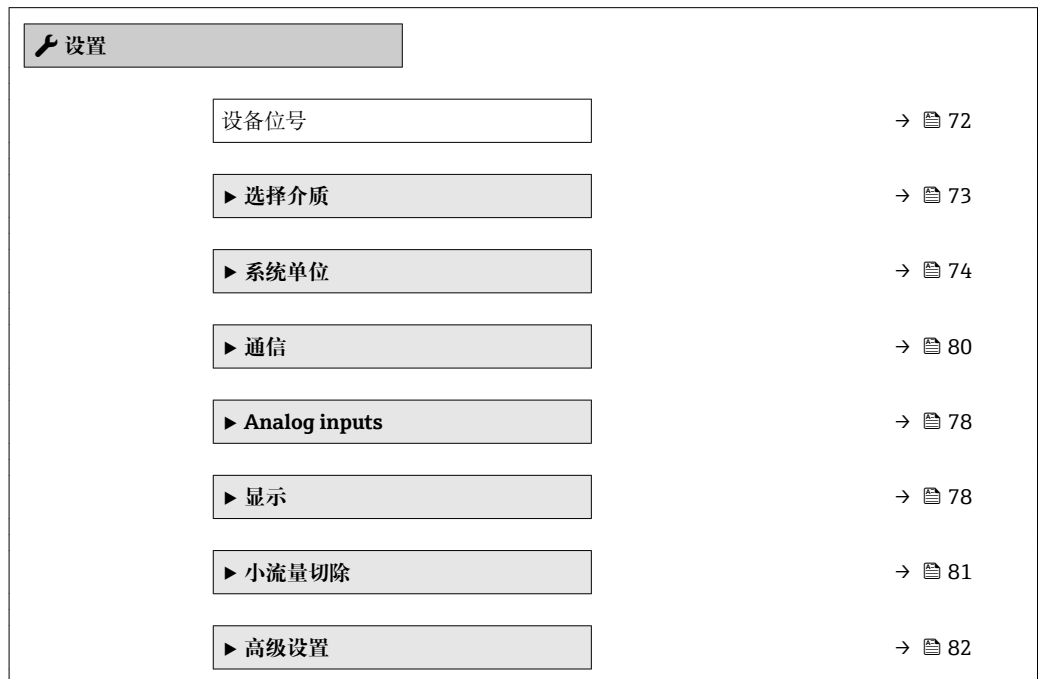 设置
设备位号 → 72
▶ 选择介质 → 73
▶ 系统单位 → 74
▶ 通信 → 80
▶ Analog inputs → 78
▶ 显示 → 78
▶ 小流量切除 → 81
▶ 高级设置 → 82